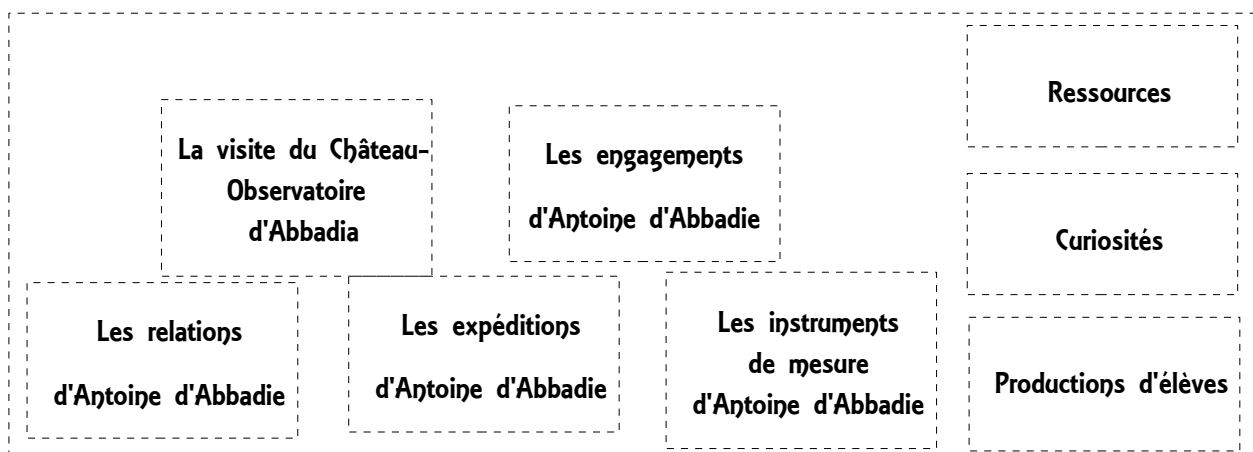 La visite du Château-
Observatoire
d'Abbadia
Les engagements
d'Antoine d'Abbadie
Les relations
d'Antoine d'Abbadie
Les expéditions
d'Antoine d'Abbadie
Les instruments
de mesure
d'Antoine d'Abbadie
Ressources
Curiosités
Productions d'élèves